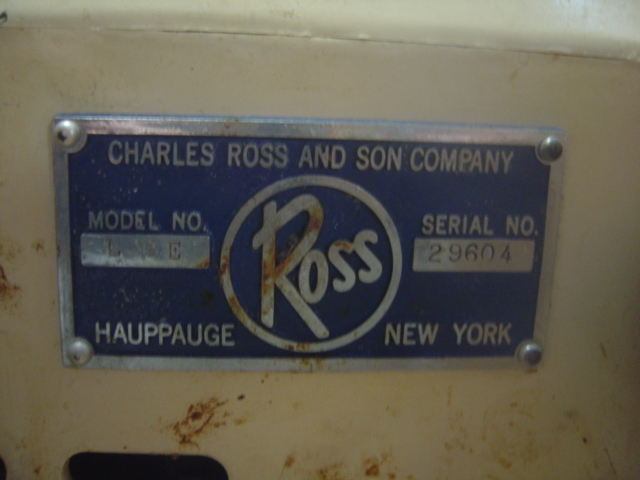 CHARLES ROSS AND SON COMPANY
MODEL NO.
SERIAL NO.
29604
Ross
HAUPPAUGE
NEW YORK